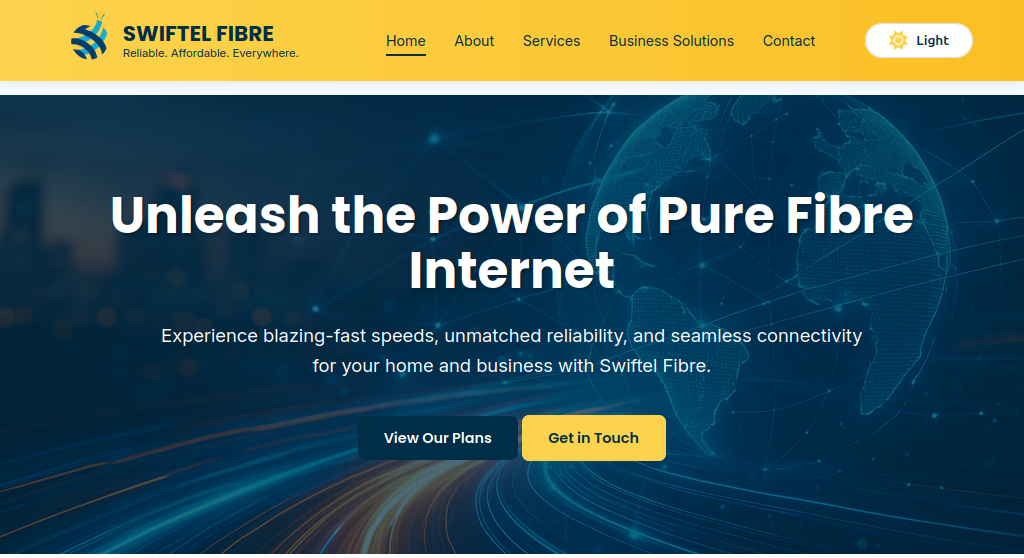 SWIFTEL FIBRE
Reliable. Affordable. Everywhere.
Home About Services Business Solutions Contact Light
Unleash the Power of Pure Fibre
Internet
Experience blazing-fast speeds, unmatched reliability, and seamless connectivity
for your home and business with Swiftel Fibre.
View Our Plans Get in Touch